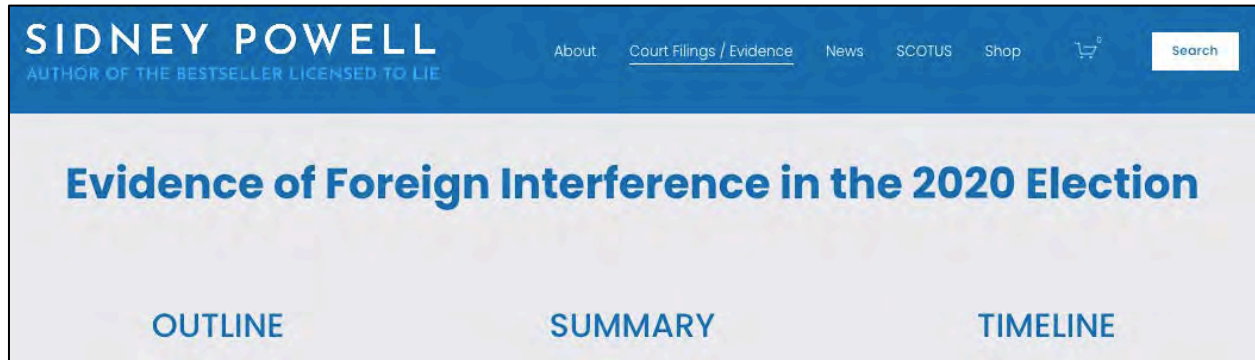 SIDNEY POWELL
AUTHOR OF THE BESTSELLER LICENSED TO LIE
About Court Filings / Evidence News SCOTUS Shop 0 Search
Evidence of Foreign Interference in the 2020 Election
OUTLINE SUMMARY TIMELINE